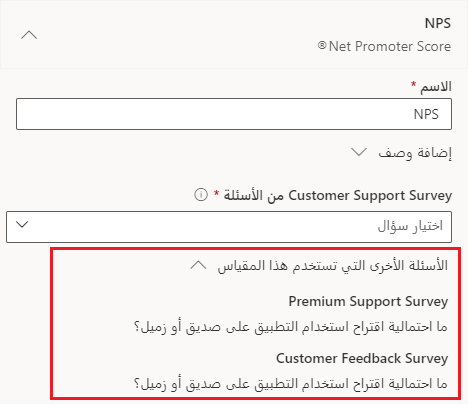 NPS
Net Promoter Score®
الاسم *
NPS
إضافة وصف
Customer Support Survey من الأسئلة *
اختيار سؤال
الأسئلة الأخرى التي تستخدم هذا المقياس
Premium Support Survey
ما احتمالية اقتراح استخدام التطبيق على صديق أو زميل؟
Customer Feedback Survey
ما احتمالية اقتراح استخدام التطبيق على صديق أو زميل؟